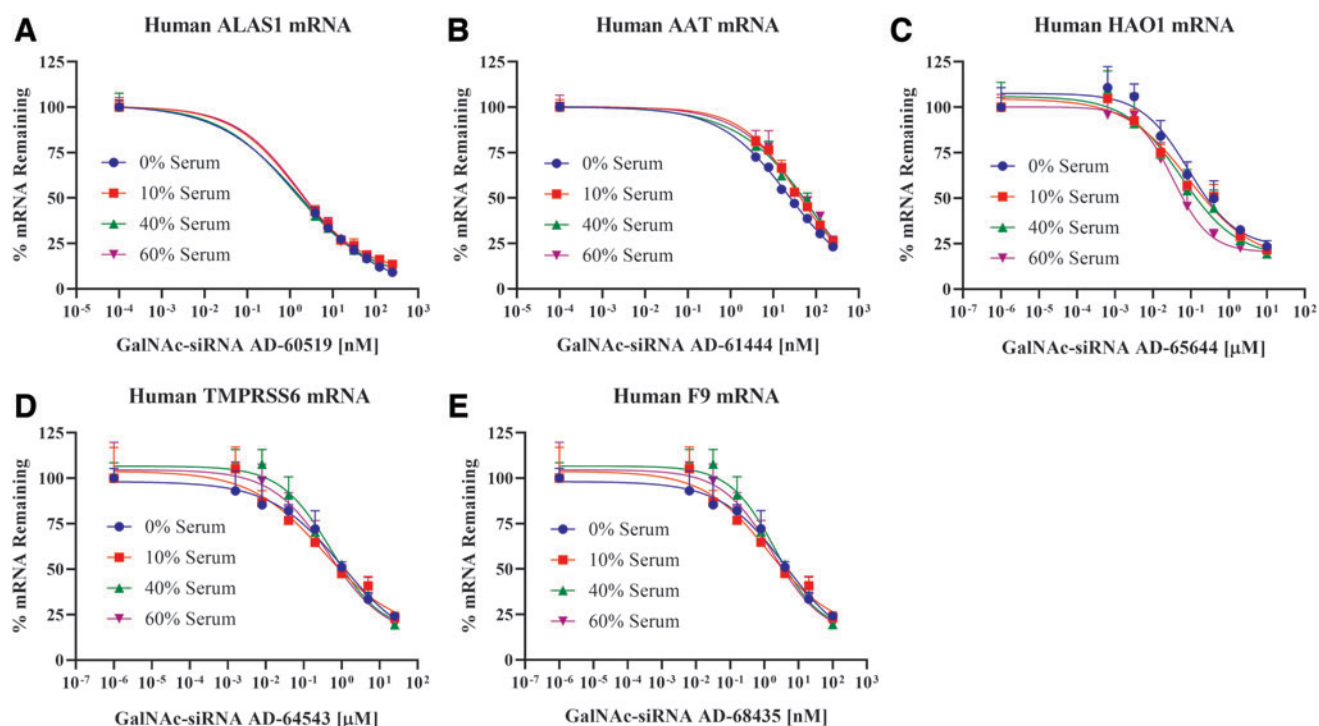 A
Human ALAS1 mRNA
% mRNA Remaining
125
100
75
50
25
0
0% Serum
10% Serum
40% Serum
60% Serum
10⁻⁵ 10⁻⁴ 10⁻³ 10⁻² 10⁻¹ 10⁰ 10¹ 10² 10³
GalNAc-siRNA AD-60519 [nM]
B
Human AAT mRNA
% mRNA Remaining
125
100
75
50
25
0
0% Serum
10% Serum
40% Serum
60% Serum
10⁻⁵ 10⁻⁴ 10⁻³ 10⁻² 10⁻¹ 10⁰ 10¹ 10² 10³
GalNAc-siRNA AD-61444 [nM]
C
Human HAO1 mRNA
% mRNA Remaining
125
100
75
50
25
0
0% Serum
10% Serum
40% Serum
60% Serum
10⁻⁷ 10⁻⁶ 10⁻⁵ 10⁻⁴ 10⁻³ 10⁻² 10⁻¹ 10⁰ 10¹ 10²
GalNAc-siRNA AD-65644 [μM]
D
Human TMPRSS6 mRNA
% mRNA Remaining
125
100
75
50
25
0
0% Serum
10% Serum
40% Serum
60% Serum
10⁻⁷ 10⁻⁶ 10⁻⁵ 10⁻⁴ 10⁻³ 10⁻² 10⁻¹ 10⁰ 10¹ 10²
GalNAc-siRNA AD-64543 [μM]
E
Human F9 mRNA
% mRNA Remaining
125
100
75
50
25
0
0% Serum
10% Serum
40% Serum
60% Serum
10⁻⁷ 10⁻⁶ 10⁻⁵ 10⁻⁴ 10⁻³ 10⁻² 10⁻¹ 10⁰ 10¹ 10² 10³
GalNAc-siRNA AD-68435 [nM]